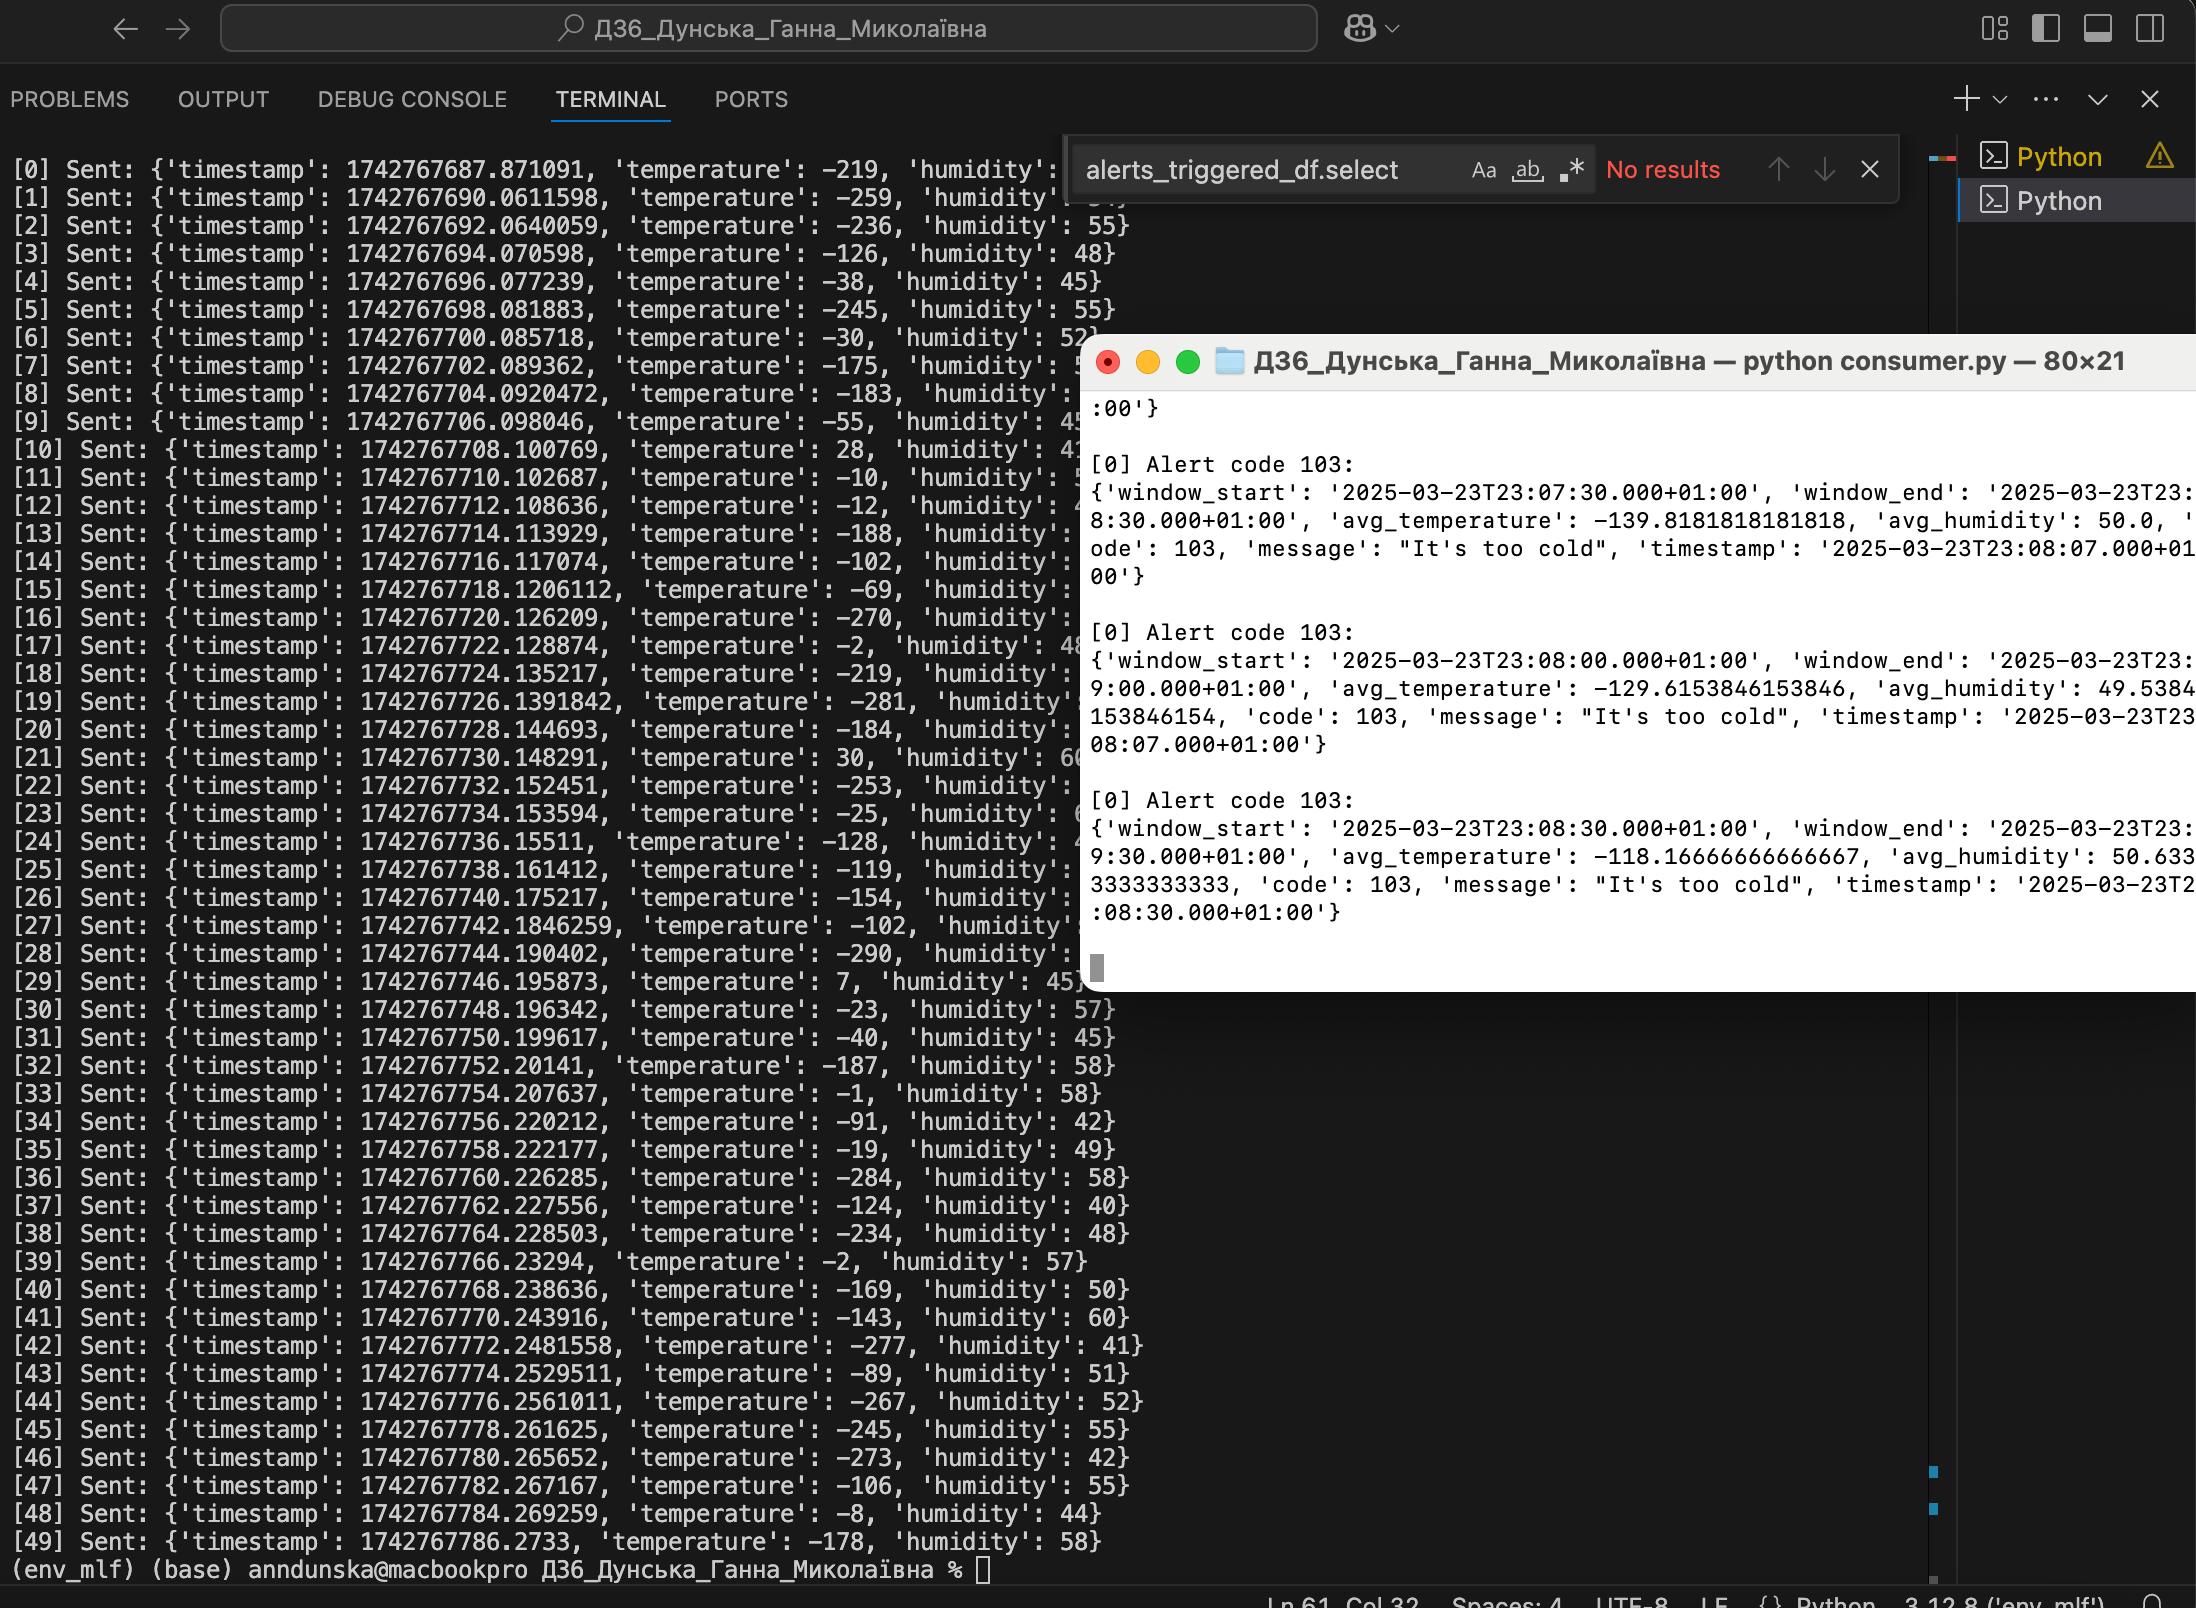 ДЗ6_Дунська_Ганна_Миколаївна
PROBLEMS OUTPUT DEBUG CONSOLE TERMINAL PORTS
alerts_triggered_df.select Aa ab .* No results
Python
Python
[0] Sent: {'timestamp': 1742767687.871091, 'temperature': -219, 'humidity':
[1] Sent: {'timestamp': 1742767690.0611598, 'temperature': -259, 'humidity':
[2] Sent: {'timestamp': 1742767692.0640059, 'temperature': -236, 'humidity': 55}
[3] Sent: {'timestamp': 1742767694.070598, 'temperature': -126, 'humidity': 48}
[4] Sent: {'timestamp': 1742767696.077239, 'temperature': -38, 'humidity': 45}
[5] Sent: {'timestamp': 1742767698.081883, 'temperature': -245, 'humidity': 55}
[6] Sent: {'timestamp': 1742767700.085718, 'temperature': -30, 'humidity': 52}
[7] Sent: {'timestamp': 1742767702.089362, 'temperature': -175, 'humidity':
[8] Sent: {'timestamp': 1742767704.0920472, 'temperature': -183, 'humidity':
[9] Sent: {'timestamp': 1742767706.098046, 'temperature': -55, 'humidity':
[10] Sent: {'timestamp': 1742767708.100769, 'temperature': 28, 'humidity':
[11] Sent: {'timestamp': 1742767710.102687, 'temperature': -10, 'humidity':
[12] Sent: {'timestamp': 1742767712.108636, 'temperature': -12, 'humidity':
[13] Sent: {'timestamp': 1742767714.113929, 'temperature': -188, 'humidity':
[14] Sent: {'timestamp': 1742767716.117074, 'temperature': -102, 'humidity':
[15] Sent: {'timestamp': 1742767718.1206112, 'temperature': -69, 'humidity':
[16] Sent: {'timestamp': 1742767720.126209, 'temperature': -270, 'humidity':
[17] Sent: {'timestamp': 1742767722.128874, 'temperature': -2, 'humidity':
[18] Sent: {'timestamp': 1742767724.135217, 'temperature': -219, 'humidity':
[19] Sent: {'timestamp': 1742767726.1391842, 'temperature': -281, 'humidity'
[20] Sent: {'timestamp': 1742767728.144693, 'temperature': -184, 'humidity':
[21] Sent: {'timestamp': 1742767730.148291, 'temperature': 30, 'humidity':
[22] Sent: {'timestamp': 1742767732.152451, 'temperature': -253, 'humidity':
[23] Sent: {'timestamp': 1742767734.153594, 'temperature': -25, 'humidity':
[24] Sent: {'timestamp': 1742767736.15511, 'temperature': -128, 'humidity':
[25] Sent: {'timestamp': 1742767738.161412, 'temperature': -119, 'humidity':
[26] Sent: {'timestamp': 1742767740.175217, 'temperature': -154, 'humidity':
[27] Sent: {'timestamp': 1742767742.1846259, 'temperature': -102, 'humidity'
[28] Sent: {'timestamp': 1742767744.190402, 'temperature': -290, 'humidity':
[29] Sent: {'timestamp': 1742767746.195873, 'temperature': 7, 'humidity': 45}
[30] Sent: {'timestamp': 1742767748.196342, 'temperature': -23, 'humidity': 57}
[31] Sent: {'timestamp': 1742767750.199617, 'temperature': -40, 'humidity': 45}
[32] Sent: {'timestamp': 1742767752.20141, 'temperature': -187, 'humidity': 58}
[33] Sent: {'timestamp': 1742767754.207637, 'temperature': -1, 'humidity': 58}
[34] Sent: {'timestamp': 1742767756.220212, 'temperature': -91, 'humidity': 42}
[35] Sent: {'timestamp': 1742767758.222177, 'temperature': -19, 'humidity': 49}
[36] Sent: {'timestamp': 1742767760.226285, 'temperature': -284, 'humidity': 58}
[37] Sent: {'timestamp': 1742767762.227556, 'temperature': -124, 'humidity': 40}
[38] Sent: {'timestamp': 1742767764.228503, 'temperature': -234, 'humidity': 48}
[39] Sent: {'timestamp': 1742767766.23294, 'temperature': -2, 'humidity': 57}
[40] Sent: {'timestamp': 1742767768.238636, 'temperature': -169, 'humidity': 50}
[41] Sent: {'timestamp': 1742767770.243916, 'temperature': -143, 'humidity': 60}
[42] Sent: {'timestamp': 1742767772.2481558, 'temperature': -277, 'humidity': 41}
[43] Sent: {'timestamp': 1742767774.2529511, 'temperature': -89, 'humidity': 51}
[44] Sent: {'timestamp': 1742767776.2561011, 'temperature': -267, 'humidity': 52}
[45] Sent: {'timestamp': 1742767778.261625, 'temperature': -245, 'humidity': 55}
[46] Sent: {'timestamp': 1742767780.265652, 'temperature': -273, 'humidity': 42}
[47] Sent: {'timestamp': 1742767782.267167, 'temperature': -106, 'humidity': 55}
[48] Sent: {'timestamp': 1742767784.269259, 'temperature': -8, 'humidity': 44}
[49] Sent: {'timestamp': 1742767786.2733, 'temperature': -178, 'humidity': 58}
(env_mlf) (base) anndunska@macbookpro ДЗ6_Дунська_Ганна_Миколаївна %
ДЗ6_Дунська_Ганна_Миколаївна — python consumer.py — 80×21
:00'}
[0] Alert code 103:
{'window_start': '2025-03-23T23:07:30.000+01:00', 'window_end': '2025-03-23T23:
8:30.000+01:00', 'avg_temperature': -139.8181818181818, 'avg_humidity': 50.0, '
ode': 103, 'message': "It's too cold", 'timestamp': '2025-03-23T23:08:07.000+01
00'}
[0] Alert code 103:
{'window_start': '2025-03-23T23:08:00.000+01:00', 'window_end': '2025-03-23T23:
9:00.000+01:00', 'avg_temperature': -129.6153846153846, 'avg_humidity': 49.5384
153846154, 'code': 103, 'message': "It's too cold", 'timestamp': '2025-03-23T23
08:07.000+01:00'}
[0] Alert code 103:
{'window_start': '2025-03-23T23:08:30.000+01:00', 'window_end': '2025-03-23T23:
9:30.000+01:00', 'avg_temperature': -118.16666666666667, 'avg_humidity': 50.633
3333333333, 'code': 103, 'message': "It's too cold", 'timestamp': '2025-03-23T2
:08:30.000+01:00'}
Ln 61, Col 32 Spaces: 4 UTF-8 LF {} Python 3.12.8 ('env_mlf')